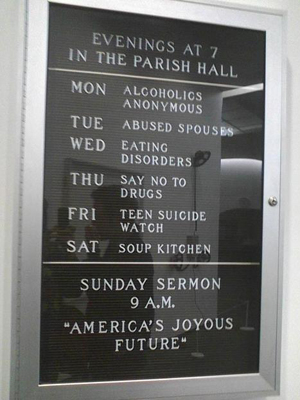 EVENINGS AT 7
IN THE PARISH HALL
MON ALCOHOLICS
ANONYMOUS
TUE ABUSED SPOUSES
WED EATING
DISORDERS
THU SAY NO TO
DRUGS
FRI TEEN SUICIDE
WATCH
SAT SOUP KITCHEN
SUNDAY SERMON
9 A.M.
"AMERICA'S JOYOUS
FUTURE"